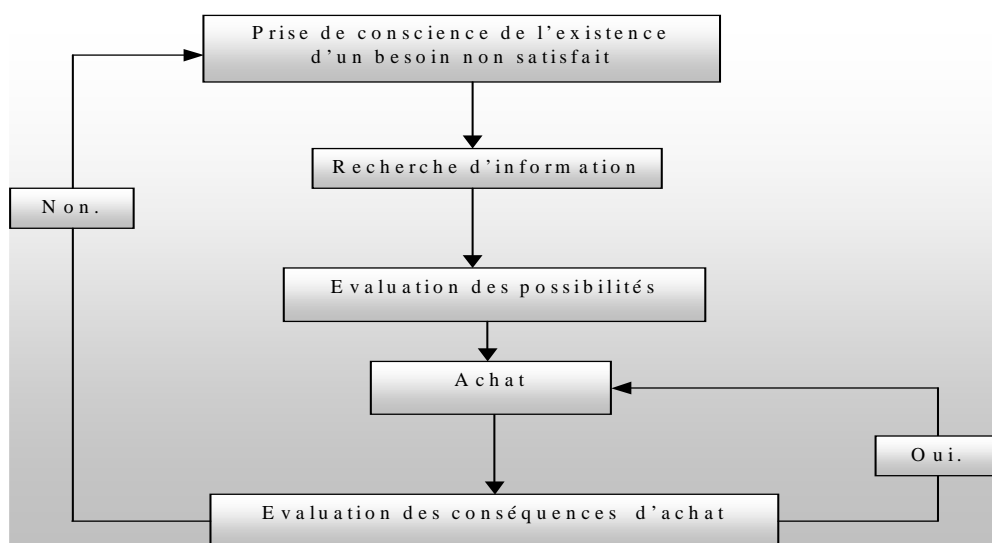 Prise de conscience de l'existence
d'un besoin non satisfait
Recherche d'information
Non.
Evaluation des possibilités
Achat
Oui.
Evaluation des conséquences d'achat